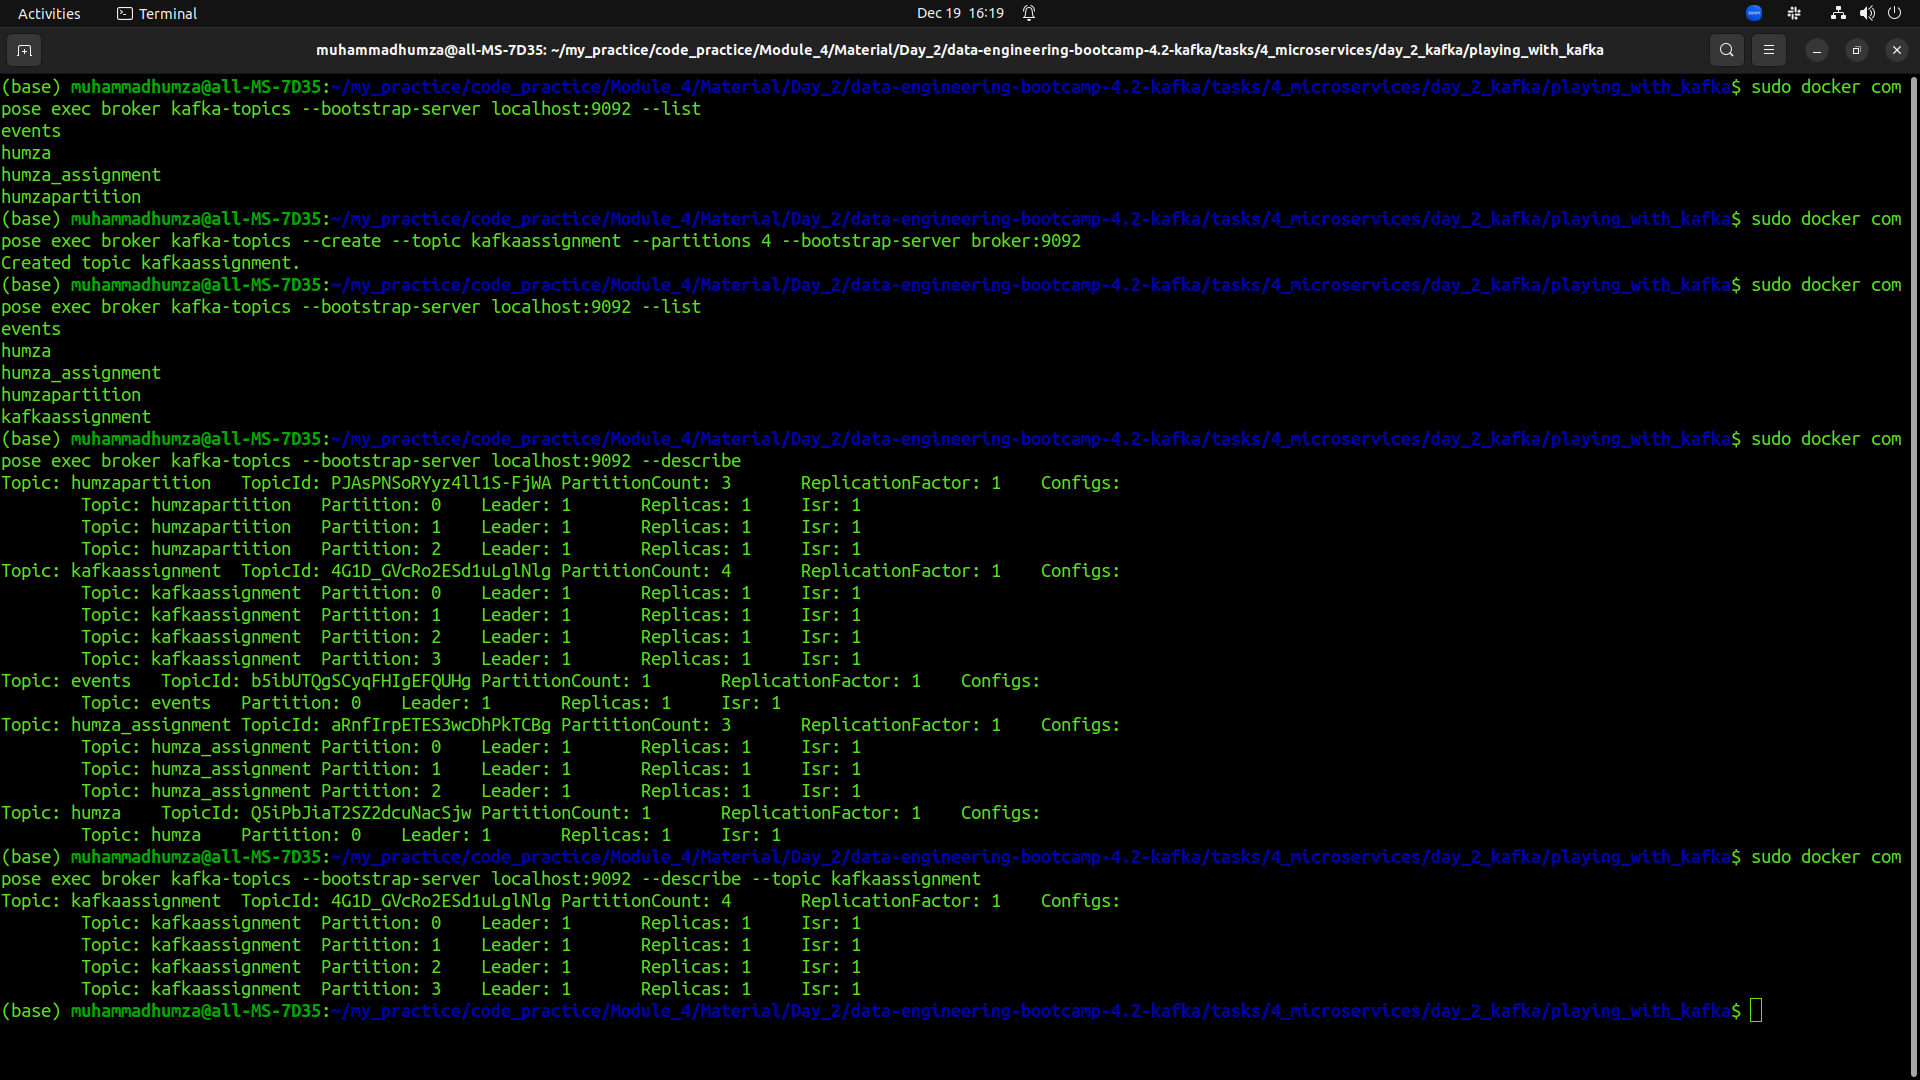 Activities Terminal Dec 19 16:19
muhammadhumza@all-MS-7D35: ~/my_practice/code_practice/Module_4/Material/Day_2/data-engineering-bootcamp-4.2-kafka/tasks/4_microservices/day_2_kafka/playing_with_kafka
(base) muhammadhumza@all-MS-7D35:~/my_practice/code_practice/Module_4/Material/Day_2/data-engineering-bootcamp-4.2-kafka/tasks/4_microservices/day_2_kafka/playing_with_kafka$ sudo docker com
pose exec broker kafka-topics --bootstrap-server localhost:9092 --list
events
humza
humza_assignment
humzapartition
(base) muhammadhumza@all-MS-7D35:~/my_practice/code_practice/Module_4/Material/Day_2/data-engineering-bootcamp-4.2-kafka/tasks/4_microservices/day_2_kafka/playing_with_kafka$ sudo docker com
pose exec broker kafka-topics --create --topic kafkaassignment --partitions 4 --bootstrap-server broker:9092
Created topic kafkaassignment.
(base) muhammadhumza@all-MS-7D35:~/my_practice/code_practice/Module_4/Material/Day_2/data-engineering-bootcamp-4.2-kafka/tasks/4_microservices/day_2_kafka/playing_with_kafka$ sudo docker com
pose exec broker kafka-topics --bootstrap-server localhost:9092 --list
events
humza
humza_assignment
humzapartition
kafkaassignment
(base) muhammadhumza@all-MS-7D35:~/my_practice/code_practice/Module_4/Material/Day_2/data-engineering-bootcamp-4.2-kafka/tasks/4_microservices/day_2_kafka/playing_with_kafka$ sudo docker com
pose exec broker kafka-topics --bootstrap-server localhost:9092 --describe
Topic: humzapartition TopicId: PJAsPNSoRYyz4ll1S-FjWA PartitionCount: 3 ReplicationFactor: 1 Configs:
Topic: humzapartition Partition: 0 Leader: 1 Replicas: 1 Isr: 1
Topic: humzapartition Partition: 1 Leader: 1 Replicas: 1 Isr: 1
Topic: humzapartition Partition: 2 Leader: 1 Replicas: 1 Isr: 1
Topic: kafkaassignment TopicId: 4G1D_GVcRo2ESd1uLglNlg PartitionCount: 4 ReplicationFactor: 1 Configs:
Topic: kafkaassignment Partition: 0 Leader: 1 Replicas: 1 Isr: 1
Topic: kafkaassignment Partition: 1 Leader: 1 Replicas: 1 Isr: 1
Topic: kafkaassignment Partition: 2 Leader: 1 Replicas: 1 Isr: 1
Topic: kafkaassignment Partition: 3 Leader: 1 Replicas: 1 Isr: 1
Topic: events TopicId: b5ibUTQgSCyqFHIgEFQUHg PartitionCount: 1 ReplicationFactor: 1 Configs:
Topic: events Partition: 0 Leader: 1 Replicas: 1 Isr: 1
Topic: humza_assignment TopicId: aRnfIrpETES3wcDhPkTCBg PartitionCount: 3 ReplicationFactor: 1 Configs:
Topic: humza_assignment Partition: 0 Leader: 1 Replicas: 1 Isr: 1
Topic: humza_assignment Partition: 1 Leader: 1 Replicas: 1 Isr: 1
Topic: humza_assignment Partition: 2 Leader: 1 Replicas: 1 Isr: 1
Topic: humza TopicId: Q5iPbJiaT2SZ2dcuNacSjw PartitionCount: 1 ReplicationFactor: 1 Configs:
Topic: humza Partition: 0 Leader: 1 Replicas: 1 Isr: 1
(base) muhammadhumza@all-MS-7D35:~/my_practice/code_practice/Module_4/Material/Day_2/data-engineering-bootcamp-4.2-kafka/tasks/4_microservices/day_2_kafka/playing_with_kafka$ sudo docker com
pose exec broker kafka-topics --bootstrap-server localhost:9092 --describe --topic kafkaassignment
Topic: kafkaassignment TopicId: 4G1D_GVcRo2ESd1uLglNlg PartitionCount: 4 ReplicationFactor: 1 Configs:
Topic: kafkaassignment Partition: 0 Leader: 1 Replicas: 1 Isr: 1
Topic: kafkaassignment Partition: 1 Leader: 1 Replicas: 1 Isr: 1
Topic: kafkaassignment Partition: 2 Leader: 1 Replicas: 1 Isr: 1
Topic: kafkaassignment Partition: 3 Leader: 1 Replicas: 1 Isr: 1
(base) muhammadhumza@all-MS-7D35:~/my_practice/code_practice/Module_4/Material/Day_2/data-engineering-bootcamp-4.2-kafka/tasks/4_microservices/day_2_kafka/playing_with_kafka$